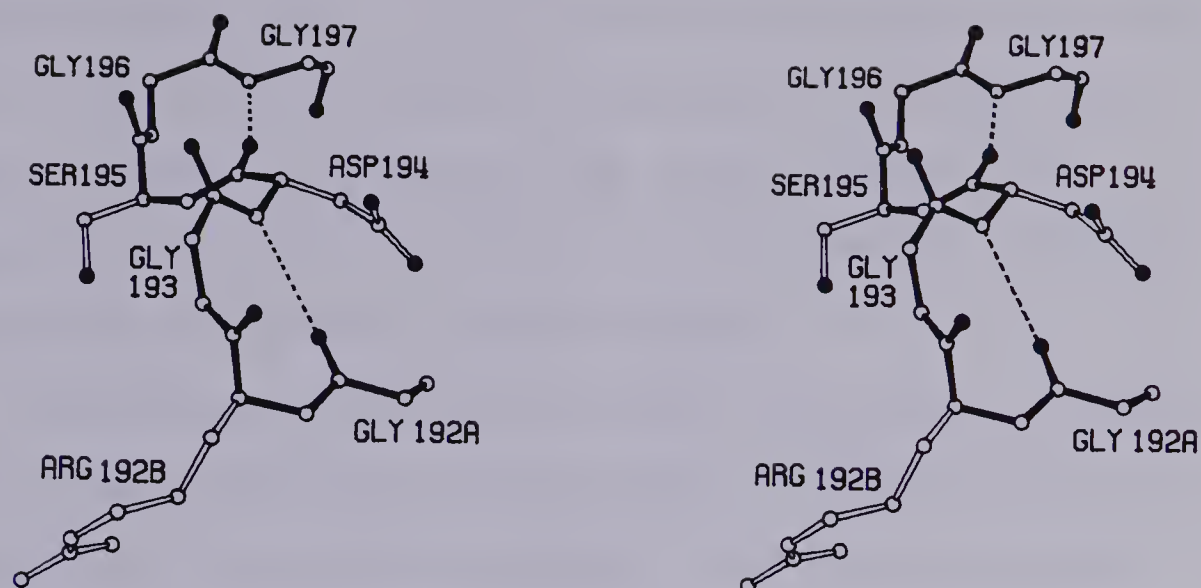 GLY197
GLY196
SER195
ASP194
GLY
193
GLY 192A
ARG 192B
GLY197
GLY196
SER195
ASP194
GLY
193
GLY 192A
ARG 192B